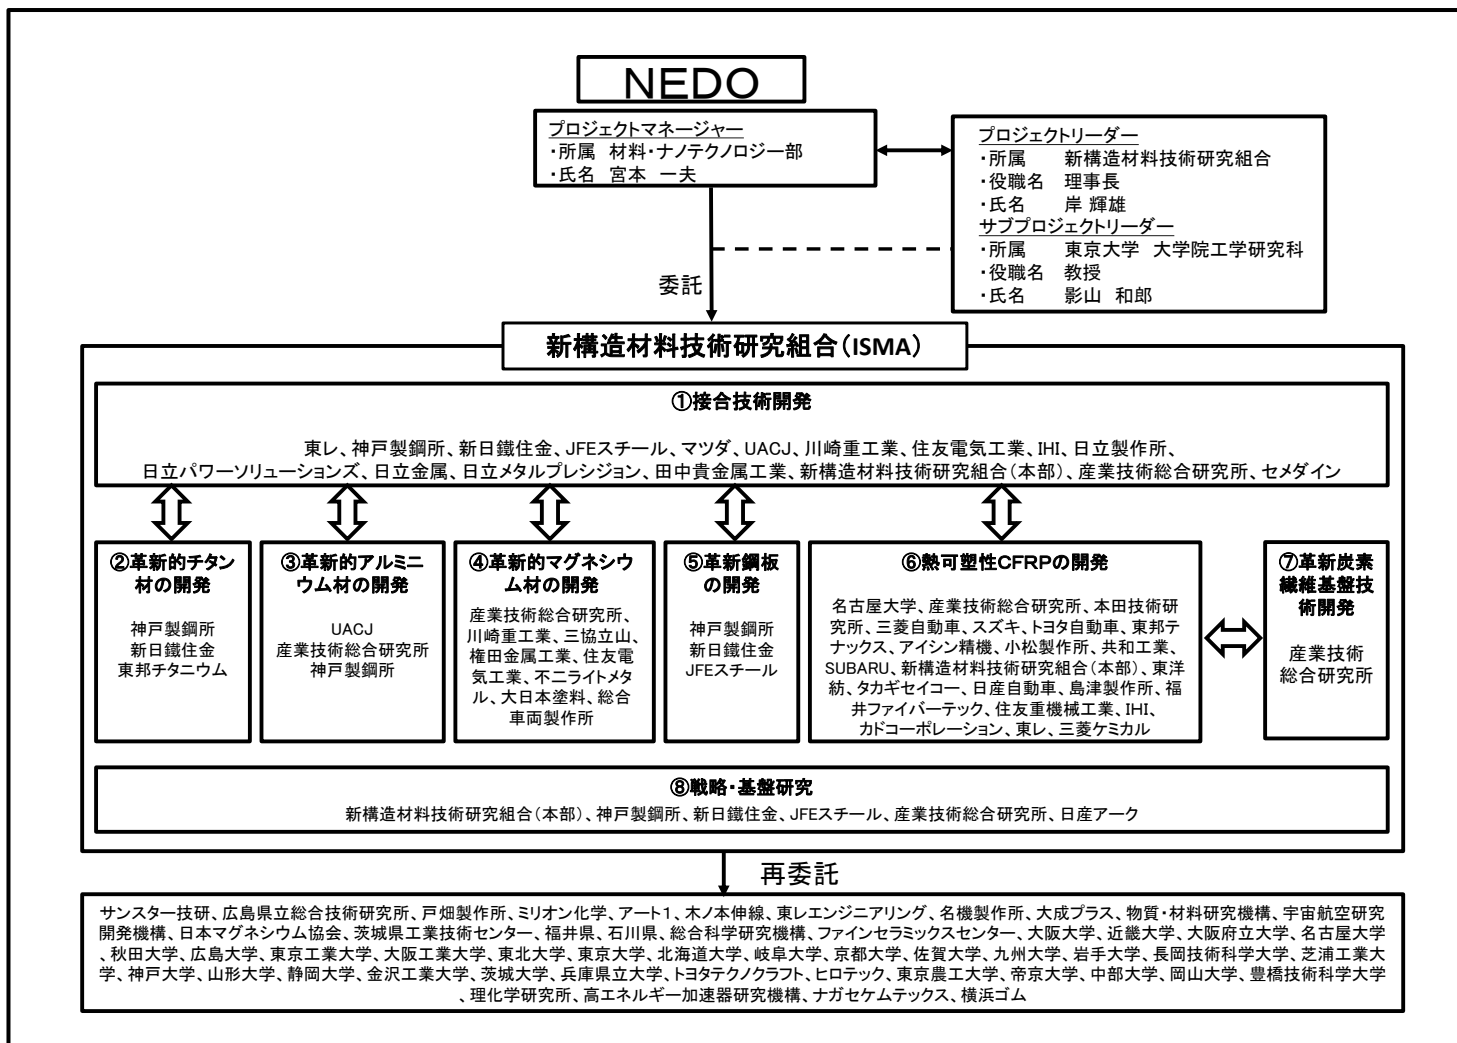 NEDO
プロジェクトマネージャー
・所属 材料・ナノテクノロジー部
・氏名 宮本 一夫
プロジェクトリーダー
・所属 新構造材料技術研究組合
・役職名 理事長
・氏名 岸 輝雄
サブプロジェクトリーダー
・所属 東京大学 大学院工学研究科
・役職名 教授
・氏名 影山 和郎
委託
新構造材料技術研究組合(ISMA)
①接合技術開発
東レ、神戸製鋼所、新日鐵住金、JFEスチール、マツダ、UACJ、川崎重工業、住友電気工業、IHI、日立製作所、
日立パワーソリューションズ、日立金属、日立メタルプレシジョン、田中貴金属工業、新構造材料技術研究組合(本部)、産業技術総合研究所、セメダイン
②革新的チタン
材の開発
神戸製鋼所
新日鐵住金
東邦チタニウム
③革新的アルミニ
ウム材の開発
UACJ
産業技術総合研究所
神戸製鋼所
④革新的マグネシウ
ム材の開発
産業技術総合研究所、
川崎重工業、三協立山、
権田金属工業、住友電
気工業、不二ライトメタ
ル、大日本塗料、総合
車両製作所
⑤革新鋼板
の開発
神戸製鋼所
新日鐵住金
JFEスチール
⑥熱可塑性CFRPの開発
名古屋大学、産業技術総合研究所、本田技術研
究所、三菱自動車、スズキ、トヨタ自動車、東邦テ
ナックス、アイシン精機、小松製作所、共和工業、
SUBARU、新構造材料技術研究組合(本部)、東洋
紡、タカギセイコー、日産自動車、島津製作所、福
井ファイバーテック、住友重機械工業、IHI、
カドコーポレーション、東レ、三菱ケミカル
⑦革新炭素
繊維基盤技
術開発
産業技術
総合研究所
⑧戦略・基盤研究
新構造材料技術研究組合(本部)、神戸製鋼所、新日鐵住金、JFEスチール、産業技術総合研究所、日産アーク
再委託
サンスター技研、広島県立総合技術研究所、戸畑製作所、ミリオン化学、アート1、木ノ本伸線、東レエンジニアリング、名機製作所、大成プラス、物質・材料研究機構、宇宙航空研究
開発機構、日本マグネシウム協会、茨城県工業技術センター、福井県、石川県、総合科学研究機構、ファインセラミックスセンター、大阪大学、近畿大学、大阪府立大学、名古屋大学
、秋田大学、広島大学、東京工業大学、大阪工業大学、東北大学、東京大学、北海道大学、岐阜大学、京都大学、佐賀大学、九州大学、岩手大学、長岡技術科学大学、芝浦工業大
学、神戸大学、山形大学、静岡大学、金沢工業大学、茨城大学、兵庫県立大学、トヨタテクノクラフト、ヒロテック、東京農工大学、帝京大学、中部大学、岡山大学、豊橋技術科学大学
、理化学研究所、高エネルギー加速器研究機構、ナガセケムテックス、横浜ゴム